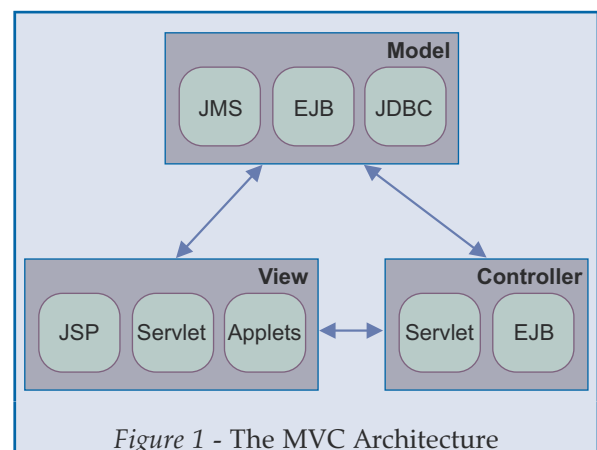 Model
JMS EJB JDBC
View
JSP Servlet Applets
Controller
Servlet EJB
Figure 1 - The MVC Architecture